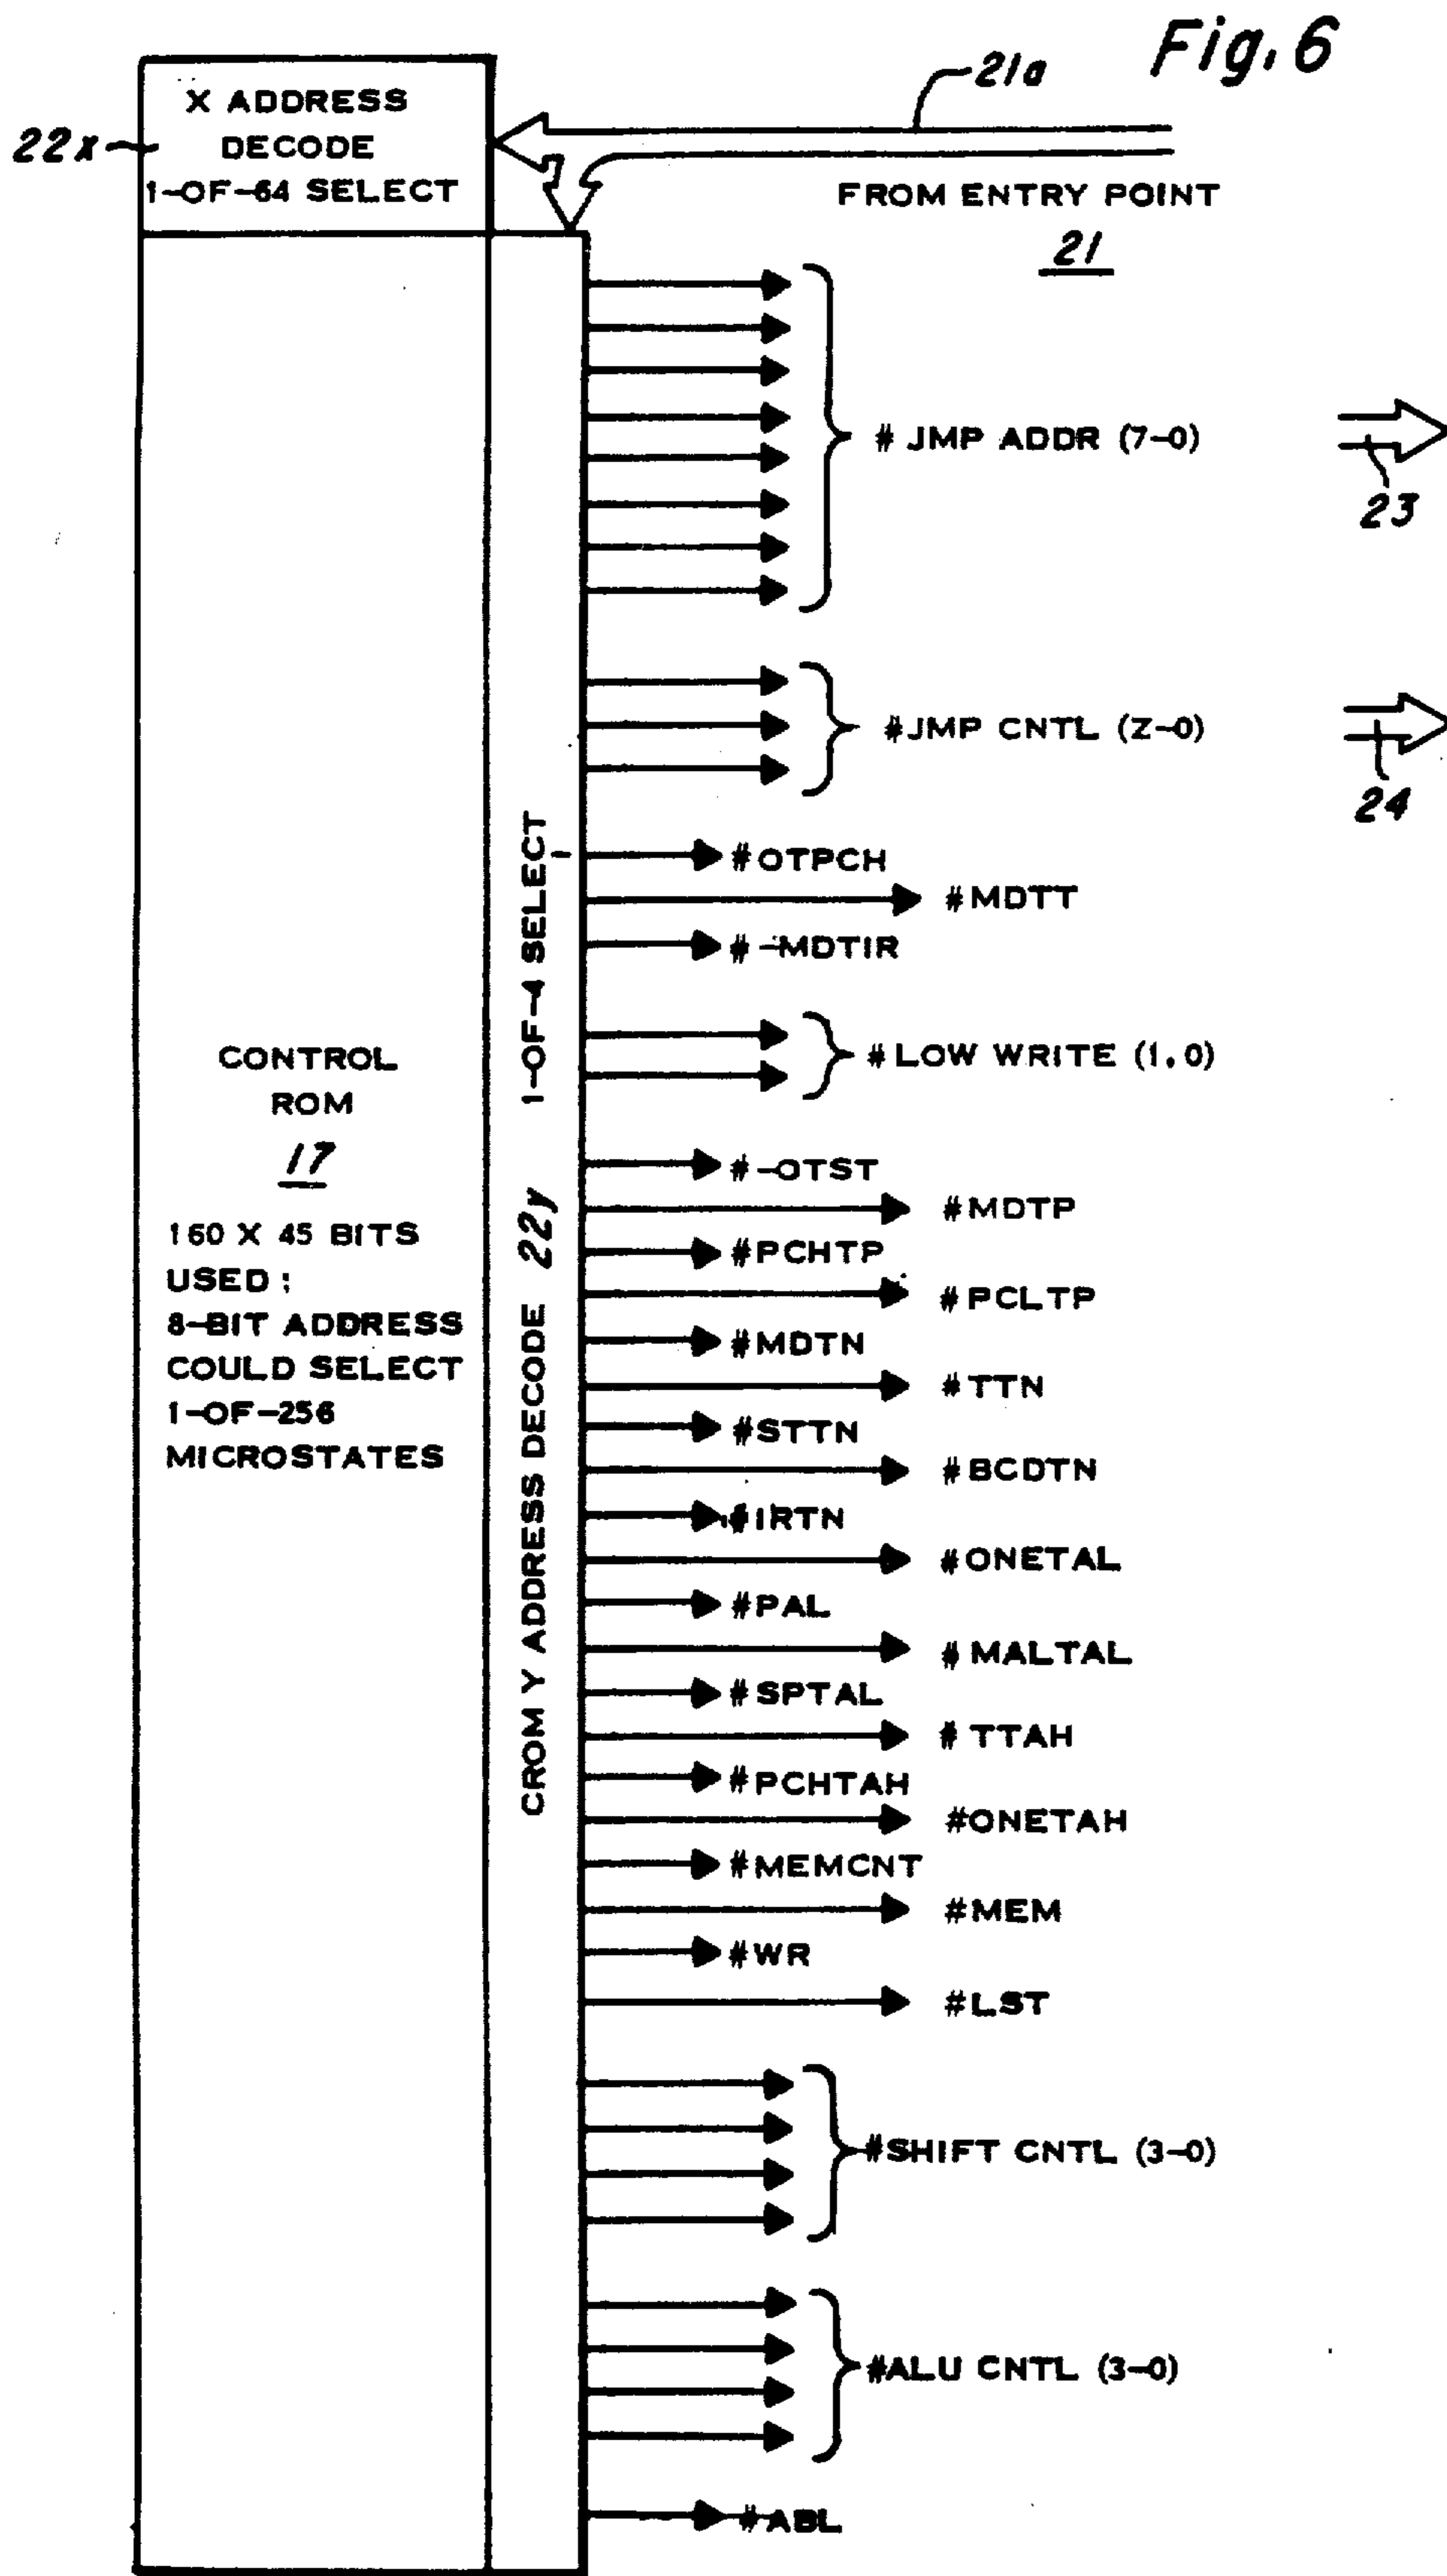 Fig. 6
21a
X ADDRESS
DECODE
1-OF-64 SELECT
22x
FROM ENTRY POINT
21
# JMP ADDR (7-0)
23
#JMP CNTL (Z-0)
24
#OTPCH
#MDTT
#-MDTIR
#LOW WRITE (1,0)
CONTROL
ROM
17
160 X 45 BITS
USED;
8-BIT ADDRESS
COULD SELECT
1-OF-256
MICROSTATES
CROM Y ADDRESS DECODE 22y 1-OF-4 SELECT
#-OTST
#MDTP
#PCHTP
#PCLTP
#MDTN
#TTN
#STTN
#BCDTN
#IRTN
#ONETAL
#PAL
# MALTAL
#SPTAL
# TTAH
#PCHTAH
#ONETAH
#MEMCNT
#MEM
#WR
#LST
#SHIFT CNTL (3-0)
#ALU CNTL (3-0)
#ABL